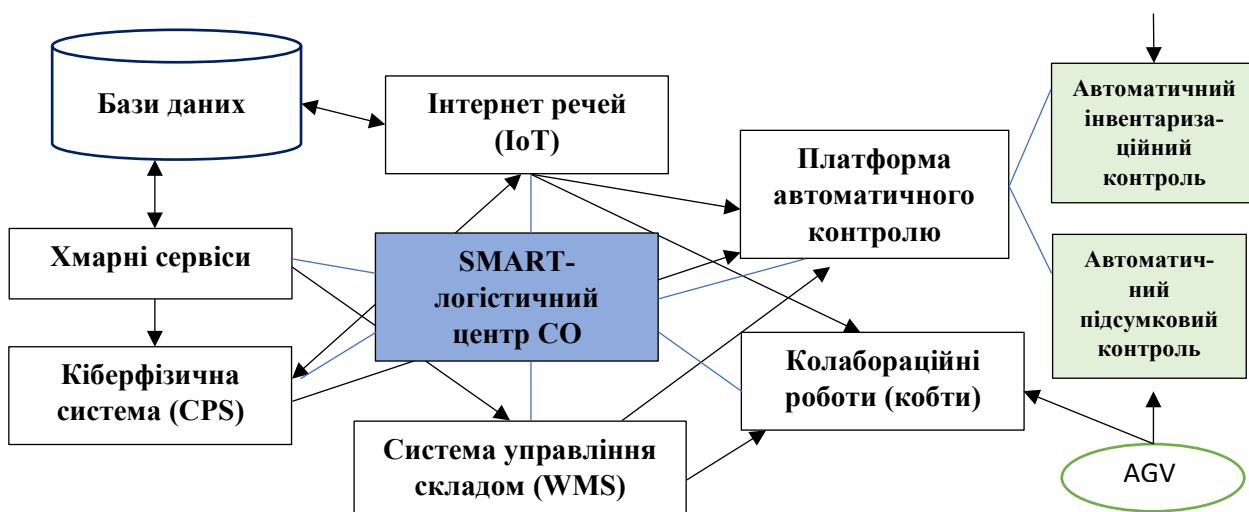 Бази даних
Інтернет речей
(IoT)
Платформа
автоматичного
контролю
Автоматичний
інвентариза-
ційний
контроль
Хмарні сервіси
SMART-
логістичний
центр СО
Автоматич-
ний
підсумковий
контроль
Кіберфізична
система (CPS)
Колабораційні
роботи (кобти)
Система управління
складом (WMS)
AGV